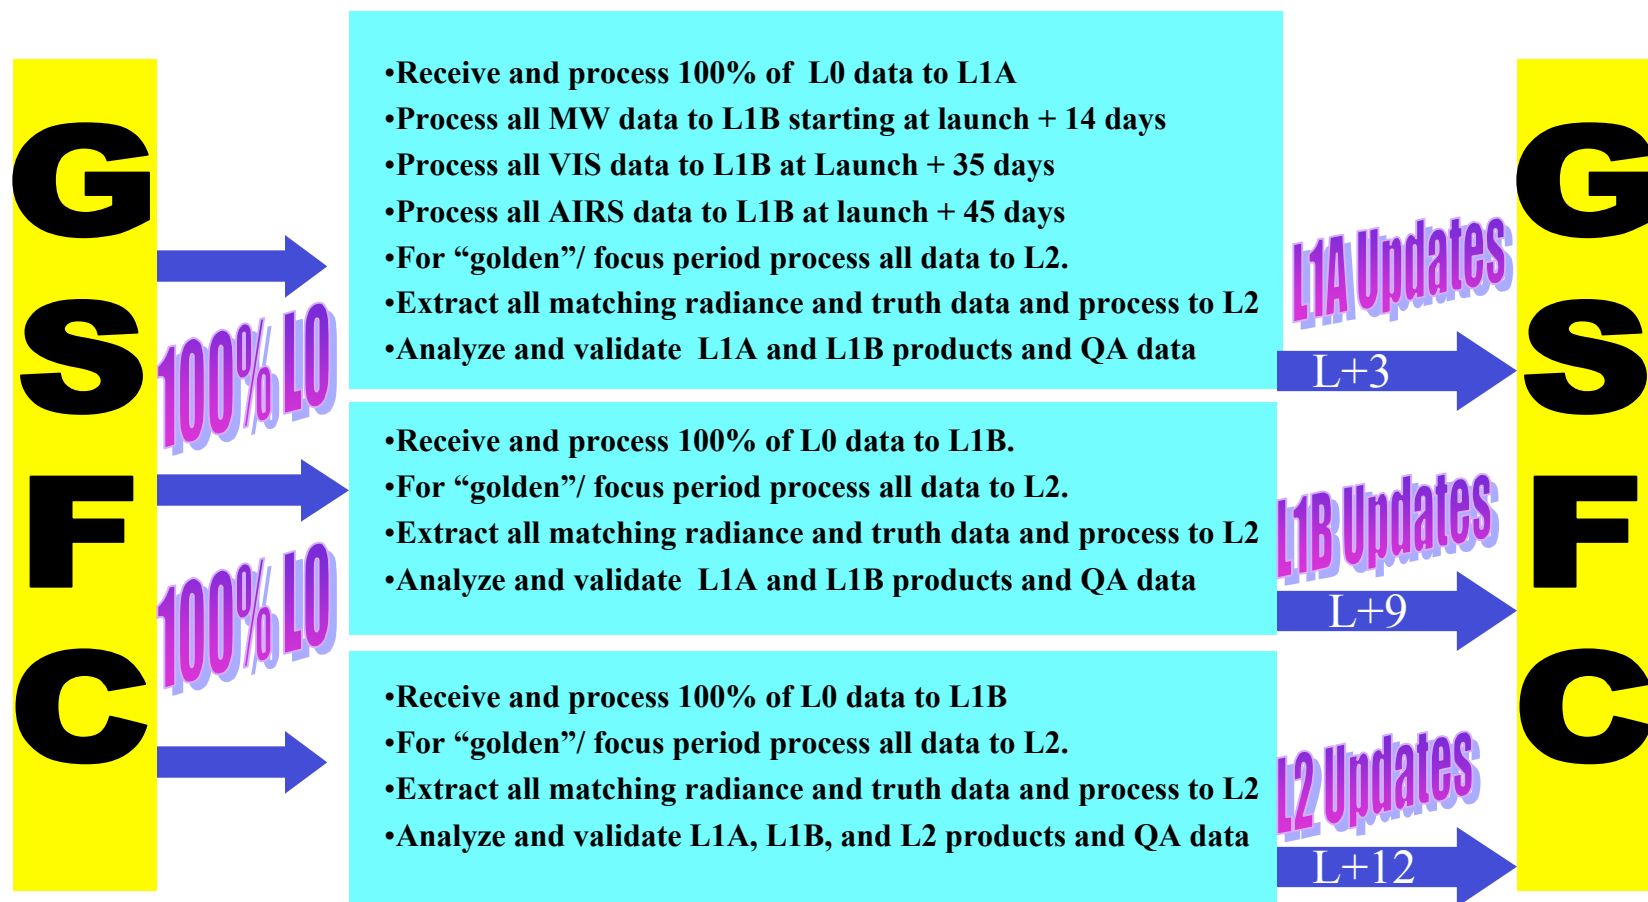 G
S
F
C
100% L0
100% L0
•Receive and process 100% of  L0 data to L1A
•Process all MW data to L1B starting at launch + 14 days
•Process all VIS data to L1B at Launch + 35 days
•Process all AIRS data to L1B at launch + 45 days
•For “golden”/ focus period process all data to L2.
•Extract all matching radiance and truth data and process to L2
•Analyze and validate  L1A and L1B products and QA data
L1A Updates
L+3
•Receive and process 100% of L0 data to L1B.
•For “golden”/ focus period process all data to L2.
•Extract all matching radiance and truth data and process to L2
•Analyze and validate  L1A and L1B products and QA data
L1B Updates
L+9
•Receive and process 100% of L0 data to L1B
•For “golden”/ focus period process all data to L2.
•Extract all matching radiance and truth data and process to L2
•Analyze and validate L1A, L1B, and L2 products and QA data
L2 Updates
L+12
G
S
F
C